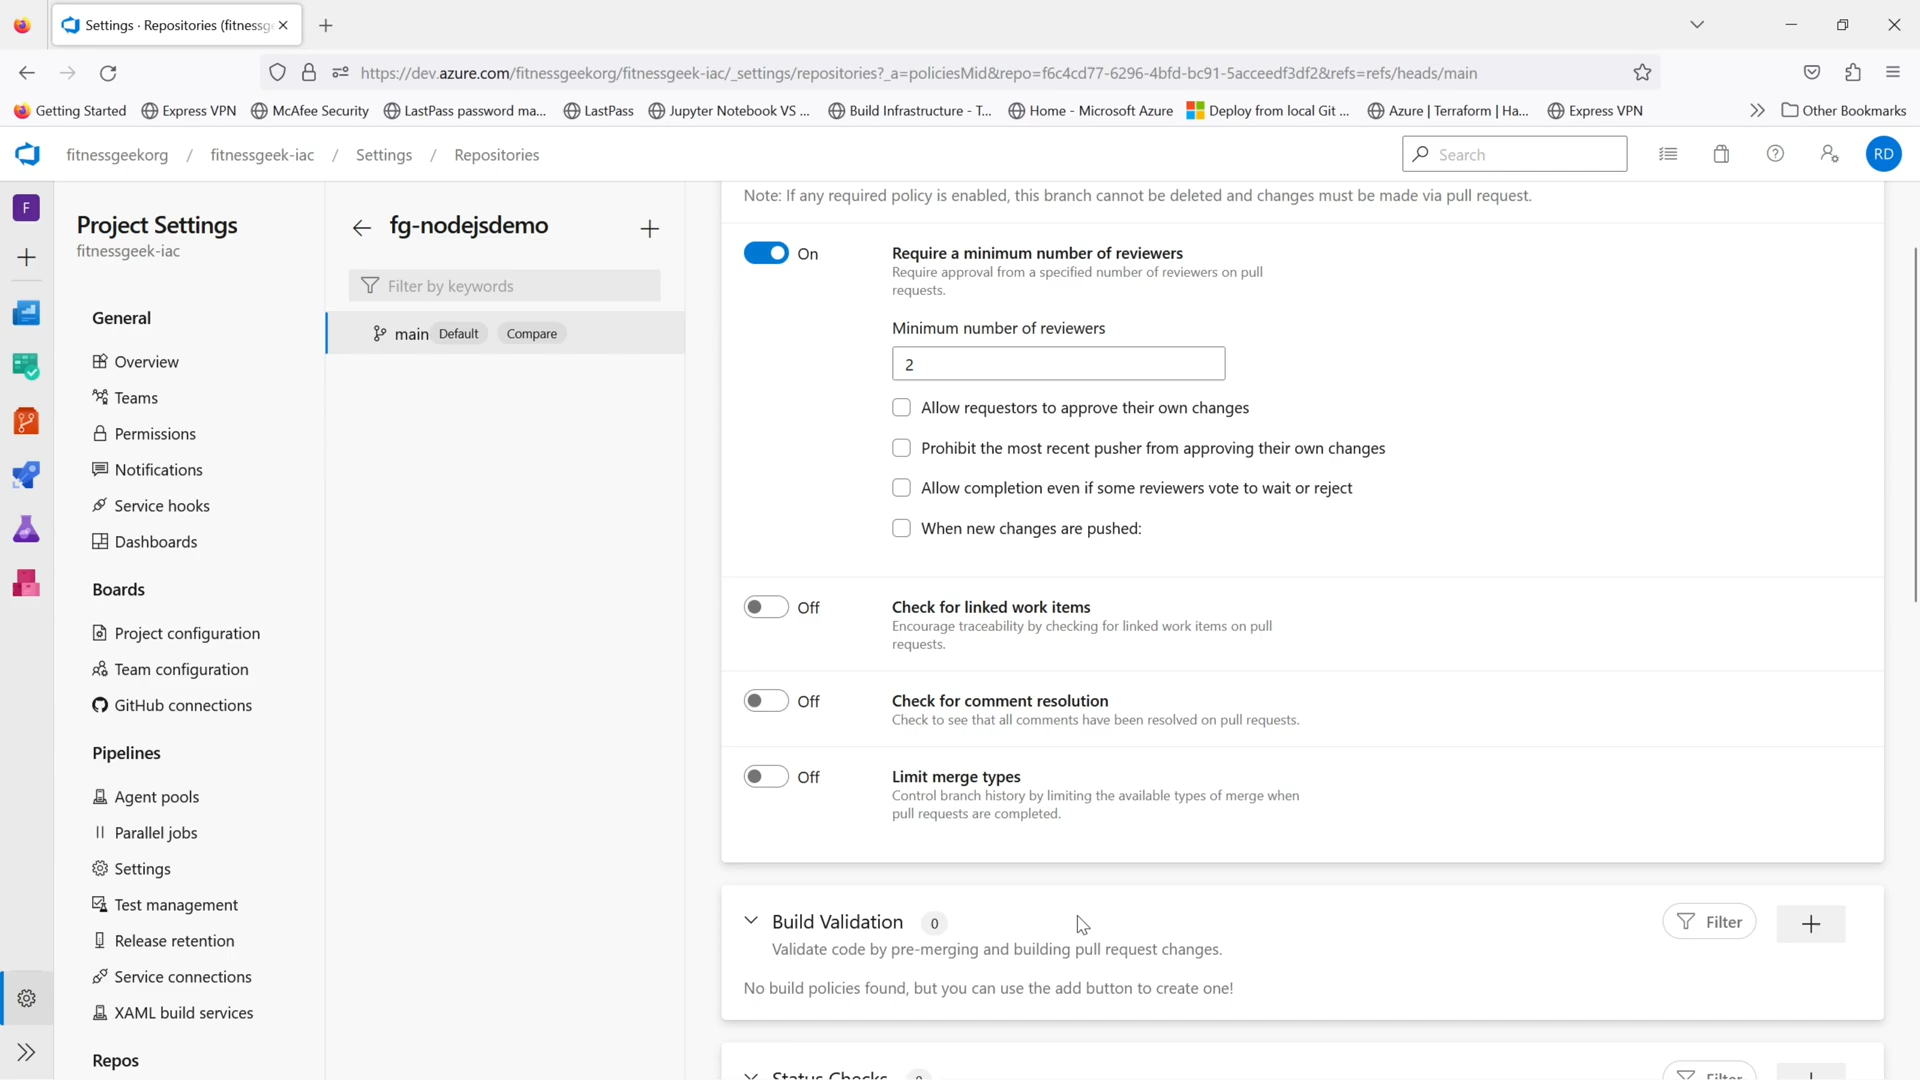 Settings · Repositories (fitnessge
https://dev.azure.com/fitnessgeekorg/fitnessgeek-iac/_settings/repositories?_a=policiesMid&repo=f6c4cd77-6296-4bfd-bc91-5acceedf3df2&refs=refs/heads/main
Getting Started Express VPN McAfee Security LastPass password ma... LastPass Jupyter Notebook VS ... Build Infrastructure - T... Home - Microsoft Azure Deploy from local Git ... Azure | Terraform | Ha... Express VPN Other Bookmarks
fitnessgeekorg / fitnessgeek-iac / Settings / Repositories Search RD
F
Project Settings
fitnessgeek-iac
General
Overview
Teams
Permissions
Notifications
Service hooks
Dashboards
Boards
Project configuration
Team configuration
GitHub connections
Pipelines
Agent pools
Parallel jobs
Settings
Test management
Release retention
Service connections
XAML build services
Repos
fg-nodejsdemo
Filter by keywords
main Default Compare
Note: If any required policy is enabled, this branch cannot be deleted and changes must be made via pull request.
On Require a minimum number of reviewers
Require approval from a specified number of reviewers on pull
requests.
Minimum number of reviewers
2
Allow requestors to approve their own changes
Prohibit the most recent pusher from approving their own changes
Allow completion even if some reviewers vote to wait or reject
When new changes are pushed:
Off Check for linked work items
Encourage traceability by checking for linked work items on pull
requests.
Off Check for comment resolution
Check to see that all comments have been resolved on pull requests.
Off Limit merge types
Control branch history by limiting the available types of merge when
pull requests are completed.
Build Validation 0 Filter
Validate code by pre-merging and building pull request changes.
No build policies found, but you can use the add button to create one!
Status Checks 0 Filter